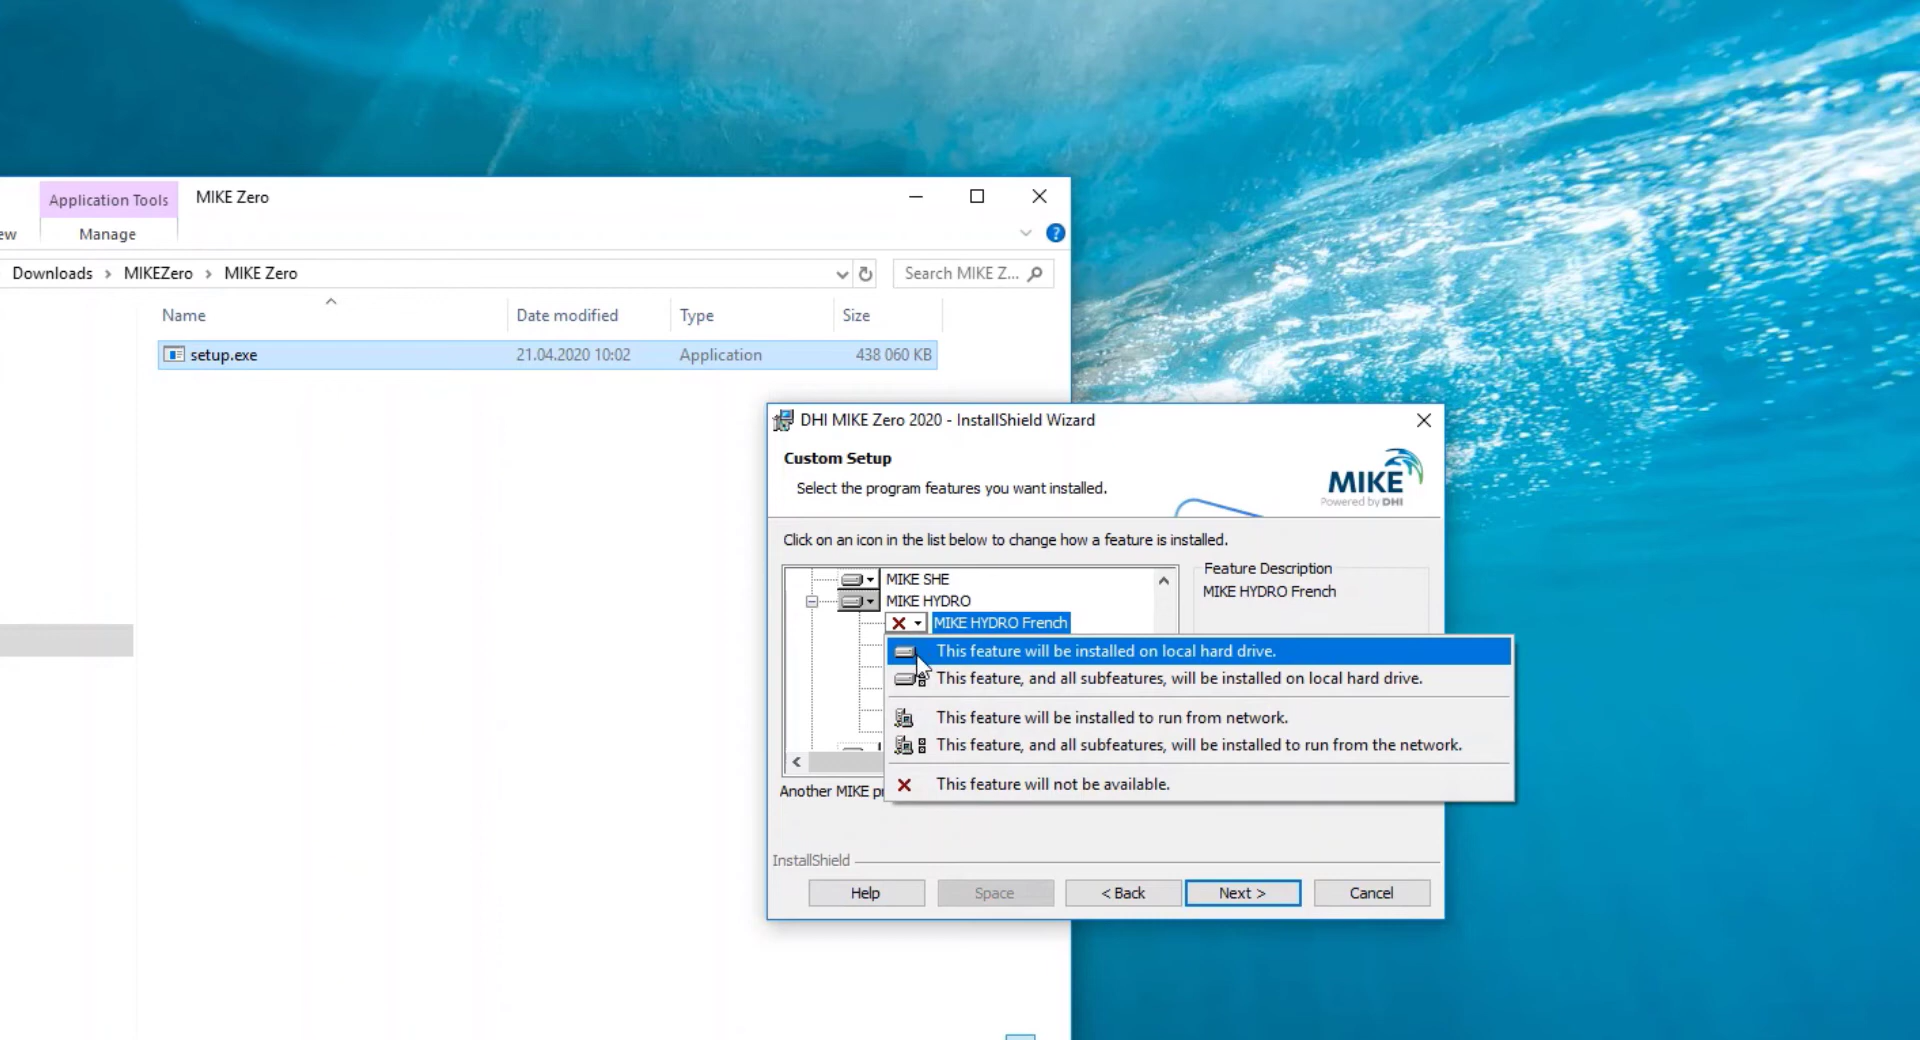 Application Tools
MIKE Zero
Manage
Downloads > MIKEZero > MIKE Zero
Search MIKE Z...
Name
Date modified
Type
Size
setup.exe
21.04.2020 10:02
Application
438 060 KB
DHI MIKE Zero 2020 - InstallShield Wizard
Custom Setup
Select the program features you want installed.
MIKE
Powered by DHI
Click on an icon in the list below to change how a feature is installed.
MIKE SHE
MIKE HYDRO
MIKE HYDRO French
Feature Description
MIKE HYDRO French
This feature will be installed on local hard drive.
This feature, and all subfeatures, will be installed on local hard drive.
This feature will be installed to run from network.
This feature, and all subfeatures, will be installed to run from the network.
This feature will not be available.
Another MIKE
InstallShield
Help
Space
< Back
Next >
Cancel